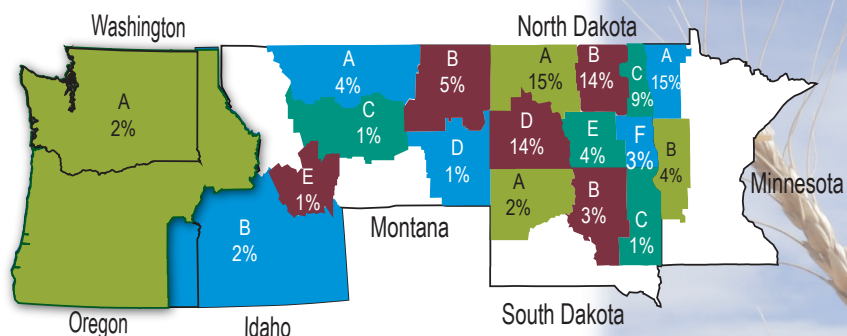 Washington
North Dakota
A
2%
A
4%
B
5%
A
15%
B
14%
C
9%
A
15%
C
1%
D
14%
E
4%
F
3%
B
4%
D
1%
E
1%
A
2%
B
3%
C
1%
B
2%
Minnesota
Montana
South Dakota
Oregon
Idaho